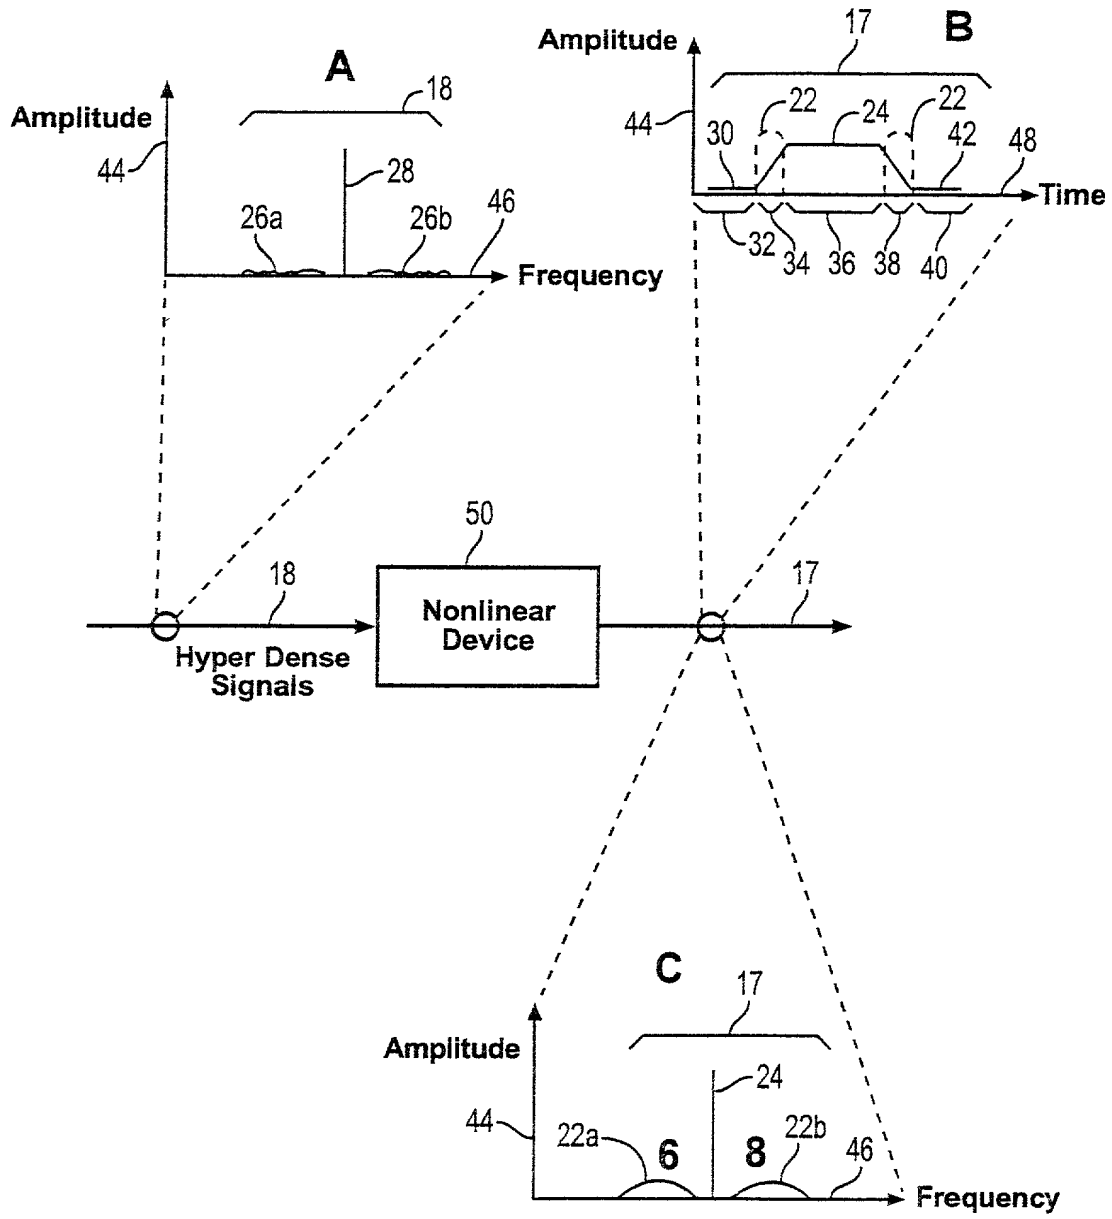 A
18
Amplitude
44
28
26a
26b
46
Frequency
17
B
Amplitude
44
22
24
22
30
42
48
Time
32
34
36
38
40
50
18
Nonlinear
Device
17
Hyper Dense
Signals
C
17
Amplitude
24
44
22a
6
8
22b
46
Frequency